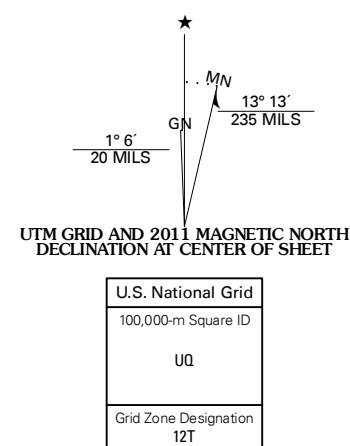 ★
MN
GN
13° 13´
235 MILS
1° 6´
20 MILS
UTM GRID AND 2011 MAGNETIC NORTH
DECLINATION AT CENTER OF SHEET
U.S. National Grid
100,000-m Square ID
UQ
Grid Zone Designation
12T